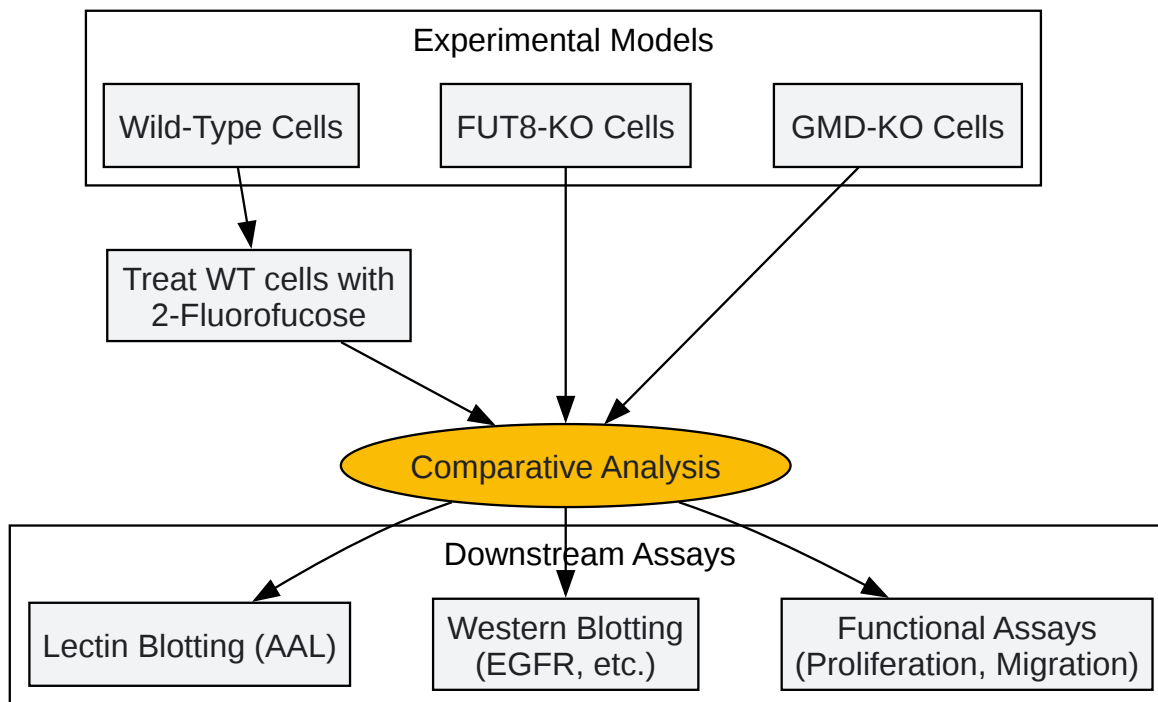 Experimental Models
Wild-Type Cells
FUT8-KO Cells
GMD-KO Cells
Treat WT cells with
2-Fluorofucose
Comparative Analysis
Downstream Assays
Lectin Blotting (AAL)
Western Blotting
(EGFR, etc.)
Functional Assays
(Proliferation, Migration)